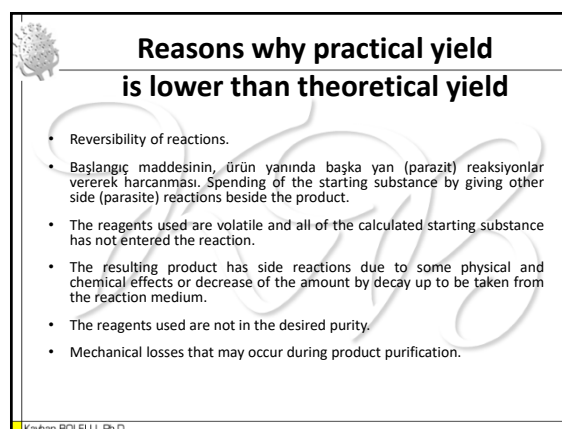 Reasons why practical yield
is lower than theoretical yield
• Reversibility of reactions.
• Başlangıç maddesinin, ürün yanında başka yan (parazit) reaksiyonlar
vererek harcanması. Spending of the starting substance by giving other
side (parasite) reactions beside the product.
• The reagents used are volatile and all of the calculated starting substance
has not entered the reaction.
• The resulting product has side reactions due to some physical and
chemical effects or decrease of the amount by decay up to be taken from
the reaction medium.
• The reagents used are not in the desired purity.
• Mechanical losses that may occur during product purification.
Kayhan BOLELLI, Ph.D.